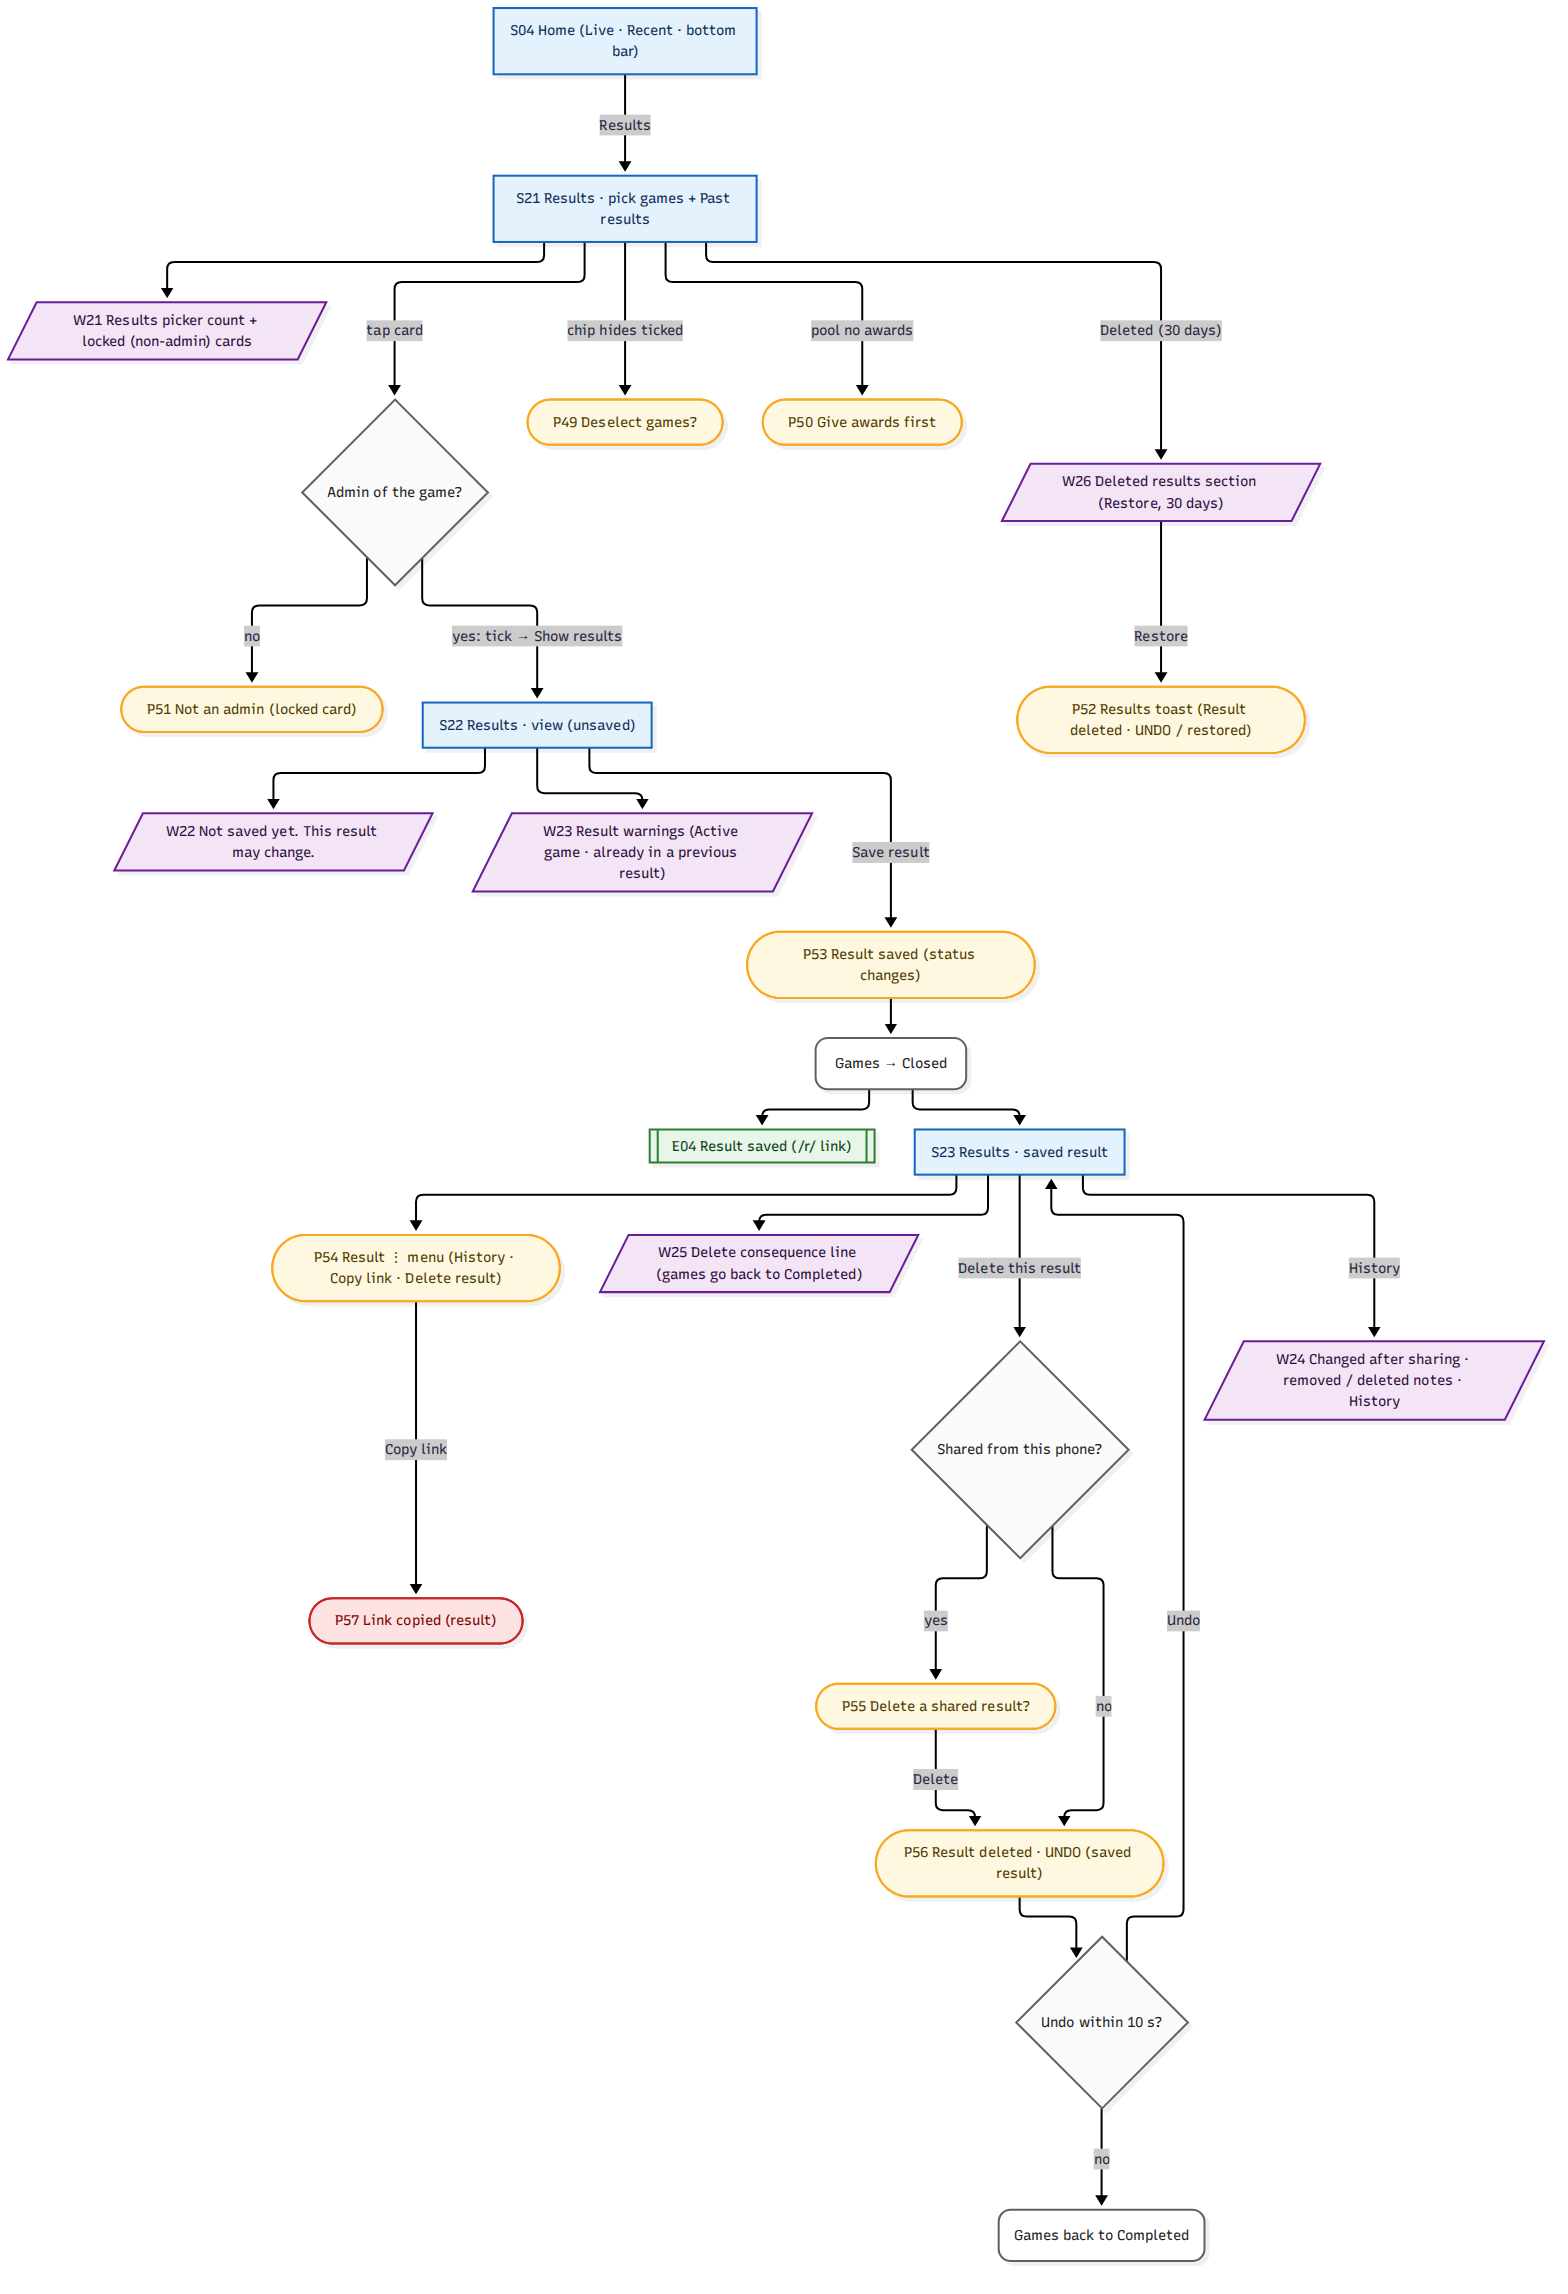 S04 Home (Live · Recent · bottom
bar)
Results
S21 Results · pick games + Past
results
W21 Results picker count +
locked (non-admin) cards
tap card
chip hides ticked
pool no awards
Deleted (30 days)
P49 Deselect games?
P50 Give awards first
Admin of the game?
W26 Deleted results section
(Restore, 30 days)
no
yes: tick → Show results
Restore
P51 Not an admin (locked card)
S22 Results · view (unsaved)
P52 Results toast (Result
deleted · UNDO / restored)
W22 Not saved yet. This result
may change.
W23 Result warnings (Active
game · already in a previous
result)
Save result
P53 Result saved (status
changes)
Games → Closed
E04 Result saved (/r/ link)
S23 Results · saved result
P54 Result ⋮ menu (History ·
Copy link · Delete result)
W25 Delete consequence line
(games go back to Completed)
Delete this result
History
W24 Changed after sharing ·
removed / deleted notes ·
History
Copy link
Shared from this phone?
P57 Link copied (result)
yes
Undo
P55 Delete a shared result?
no
Delete
P56 Result deleted · UNDO (saved
result)
Undo within 10 s?
no
Games back to Completed